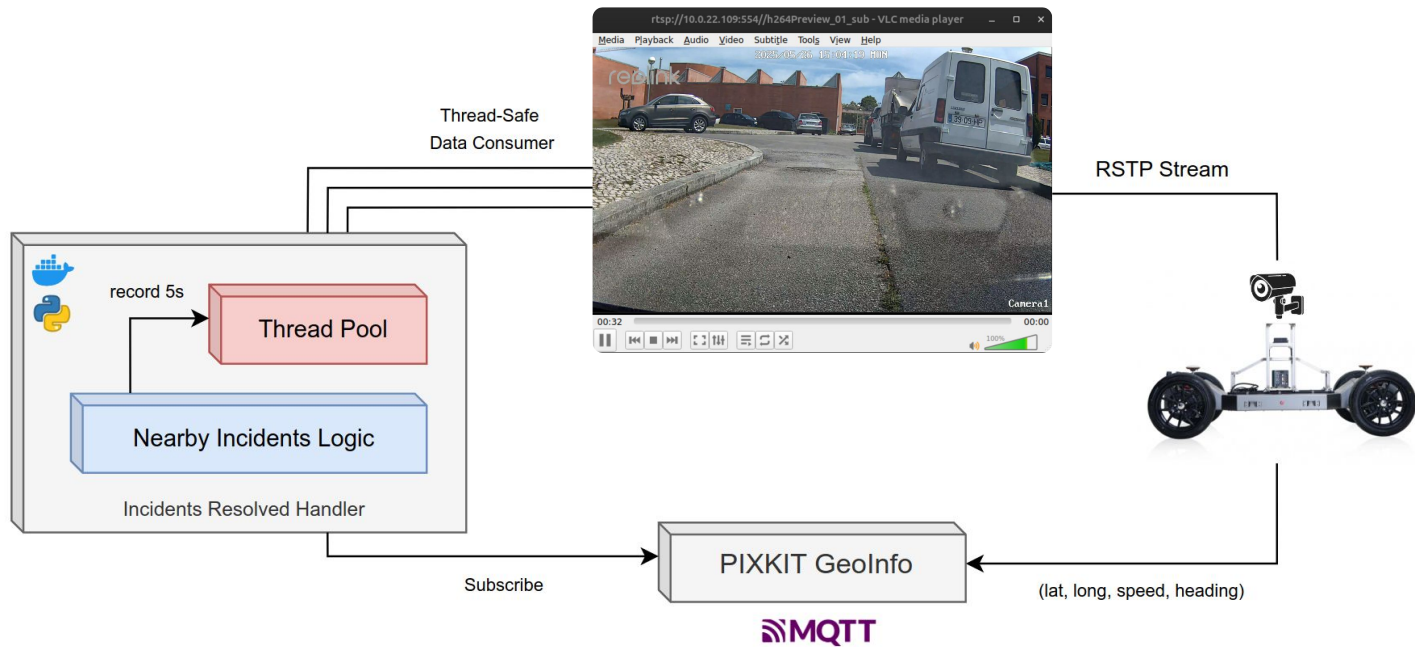 rtsp://10.0.22.109:554//h264Preview_01_sub - VLC media player
Media Playback Audio Video Subtitle Tools View Help
reolink
Camera1
00:32
00:00
100%
Thread-Safe
Data Consumer
RSTP Stream
record 5s
Thread Pool
Nearby Incidents Logic
Incidents Resolved Handler
Subscribe
PIXKIT GeoInfo
(lat, long, speed, heading)
MQTT